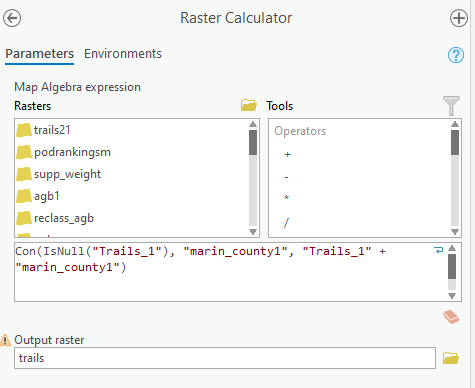 Raster Calculator
Parameters Environments
Map Algebra expression
Rasters Tools
trails21
podrankingsm
supp_weight
agb1
reclass_agb
Operators
+
-
*
/
Con(IsNull("Trails_1"), "marin_county1", "Trails_1" +
"marin_county1")
Output raster
trails